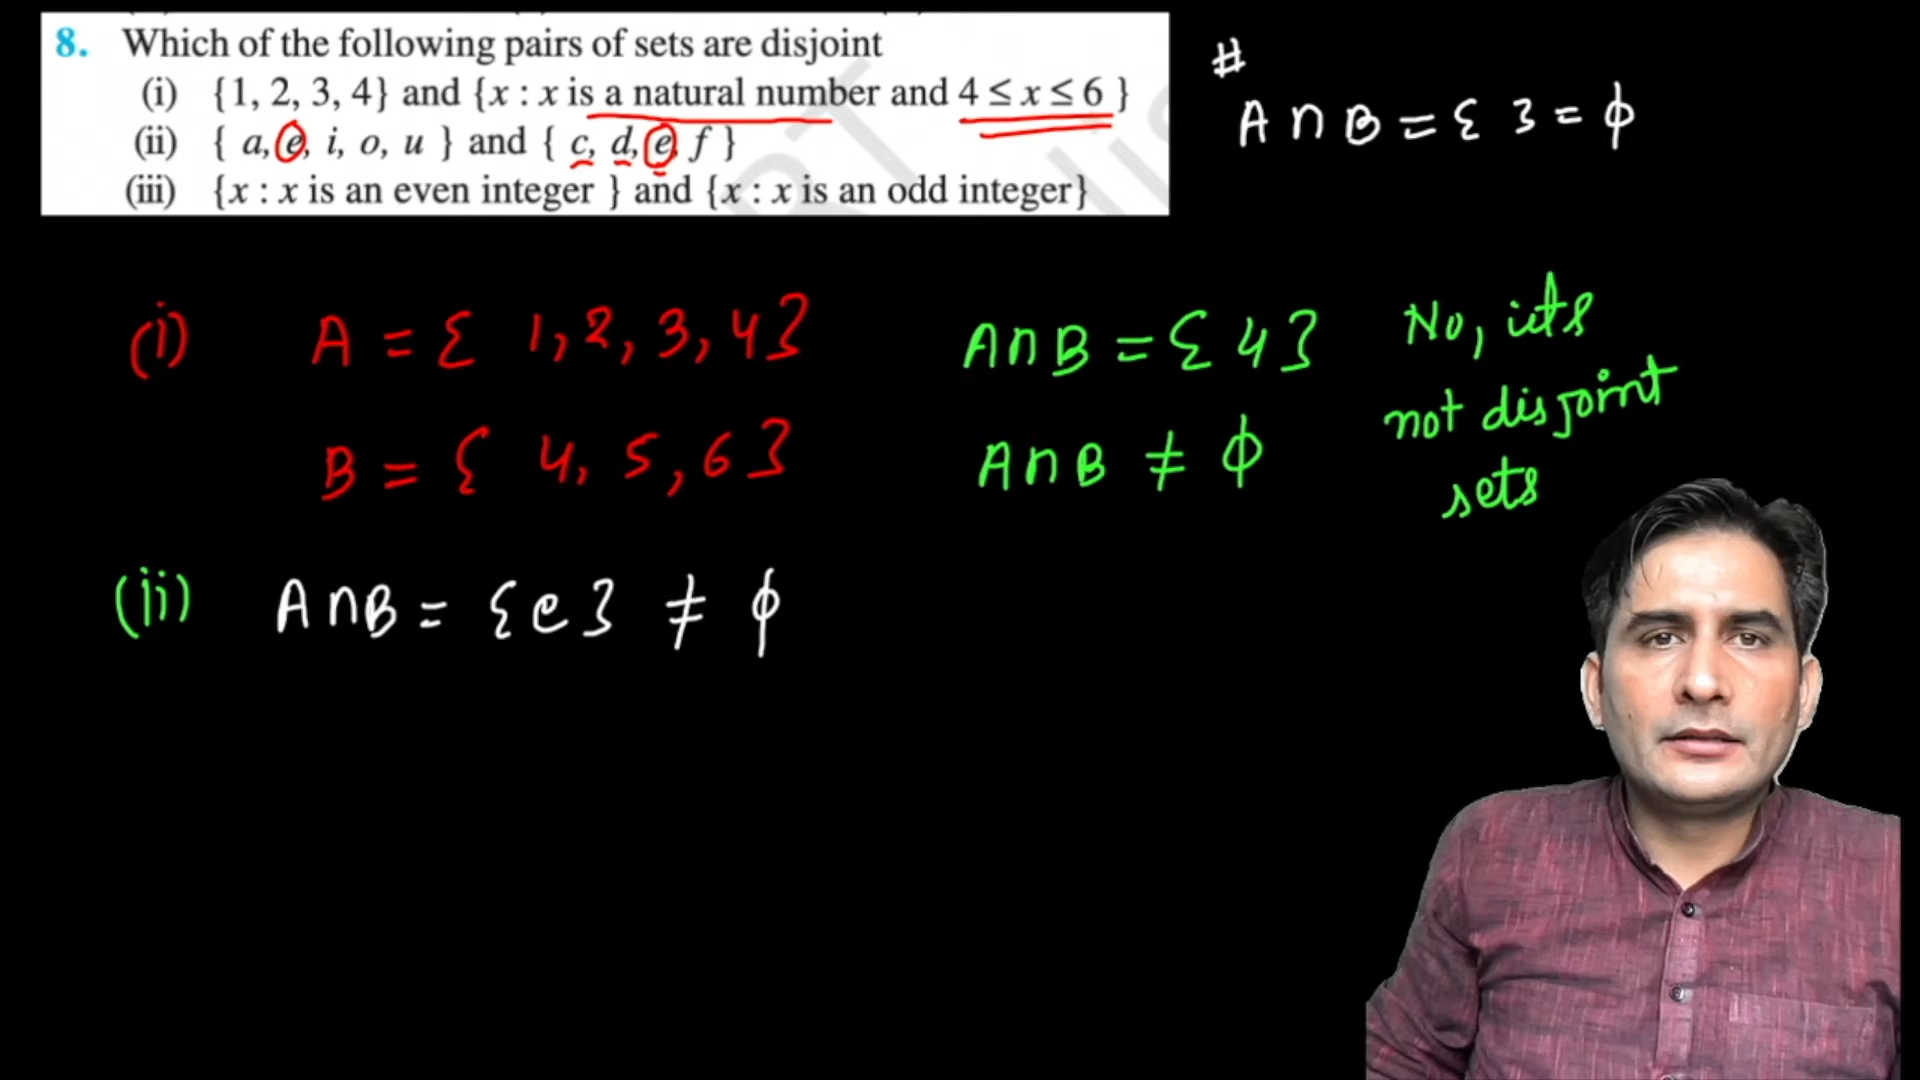 8. Which of the following pairs of sets are disjoint
(i) {1, 2, 3, 4} and {x : x is a natural number and 4 ≤ x ≤ 6 }
(ii) { a, e, i, o, u } and { c, d, e, f }
(iii) {x : x is an even integer } and {x : x is an odd integer}
#
A ∩ B = { } = ϕ
(i) A = { 1, 2, 3, 4}
B = { 4, 5, 6}
A∩B = { 4 }
A∩B ≠ ϕ
No, its
not disjoint
sets
(ii) A∩B = {e} ≠ ϕ